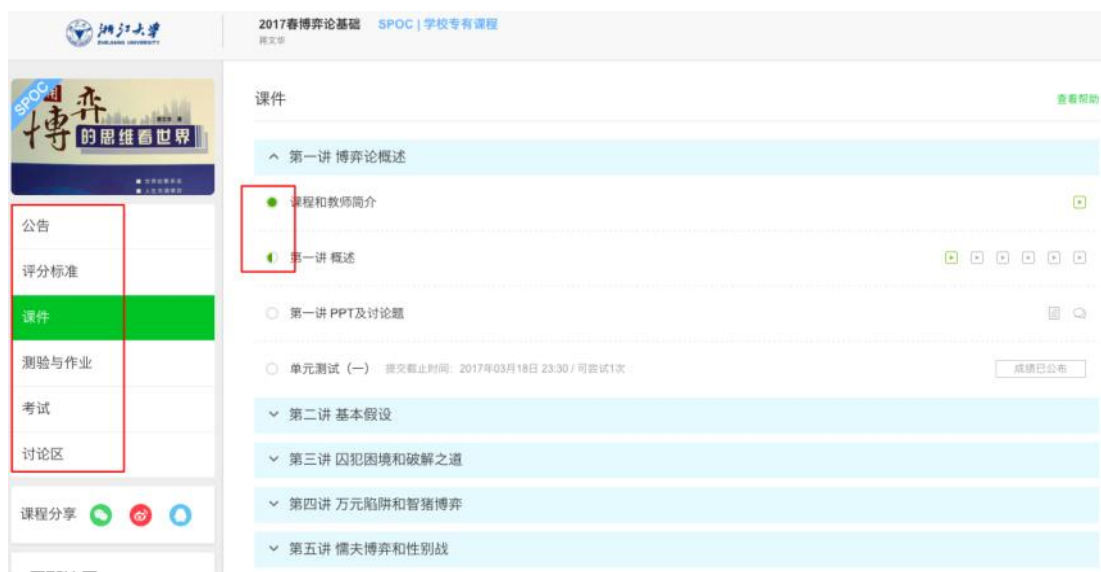 浙江大学
ZHEJIANG UNIVERSITY
2017春博弈论基础 SPOC | 学校专有课程
蒋文华
SPOC
用
博弈
的思维看世界
公告
评分标准
课件
测验与作业
考试
讨论区
课程分享
课件
查看帮助
第一讲 博弈论概述
课程和教师简介
第一讲 概述
第一讲 PPT及讨论题
单元测试（一） 提交截止时间: 2017年03月18日 23:30 / 可尝试1次
成绩已公布
第二讲 基本假设
第三讲 囚犯困境和破解之道
第四讲 万元陷阱和智猪博弈
第五讲 懦夫博弈和性别战